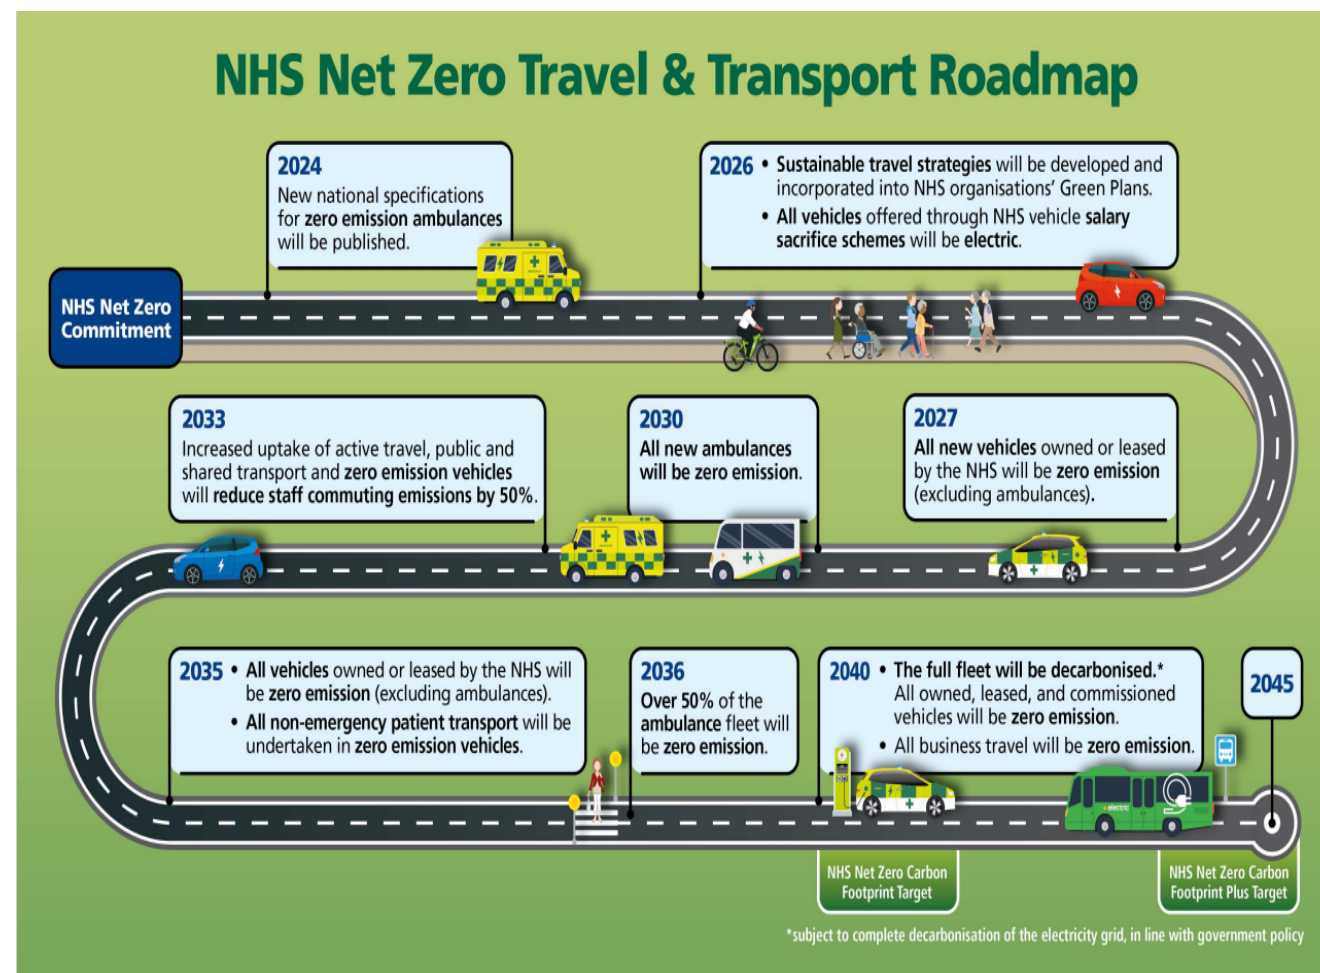 NHS Net Zero Travel & Transport Roadmap
NHS Net Zero
Commitment
2024
New national specifications
for zero emission ambulances
will be published.
2026 • Sustainable travel strategies will be developed and
incorporated into NHS organisations' Green Plans.
• All vehicles offered through NHS vehicle salary
sacrifice schemes will be electric.
2027
All new vehicles owned or leased
by the NHS will be zero emission
(excluding ambulances).
2030
All new ambulances
will be zero emission.
2033
Increased uptake of active travel, public and
shared transport and zero emission vehicles
will reduce staff commuting emissions by 50%.
2035 • All vehicles owned or leased by the NHS will
be zero emission (excluding ambulances).
• All non-emergency patient transport will be
undertaken in zero emission vehicles.
2036
Over 50% of the
ambulance fleet will
be zero emission.
2040 • The full fleet will be decarbonised.*
All owned, leased, and commissioned
vehicles will be zero emission.
• All business travel will be zero emission.
2045
electric
NHS Net Zero Carbon
Footprint Target
NHS Net Zero Carbon
Footprint Plus Target
*subject to complete decarbonisation of the electricity grid, in line with government policy